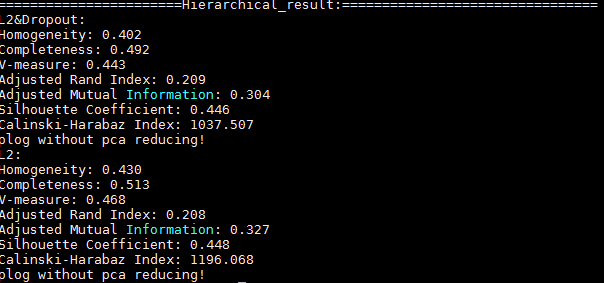 ========================Hierarchical_result:================================
L2&Dropout:
Homogeneity: 0.402
Completeness: 0.492
V-measure: 0.443
Adjusted Rand Index: 0.209
Adjusted Mutual Information: 0.304
Silhouette Coefficient: 0.446
Calinski-Harabaz Index: 1037.507
plog without pca reducing!
L2:
Homogeneity: 0.430
Completeness: 0.513
V-measure: 0.468
Adjusted Rand Index: 0.208
Adjusted Mutual Information: 0.327
Silhouette Coefficient: 0.448
Calinski-Harabaz Index: 1196.068
plog without pca reducing!